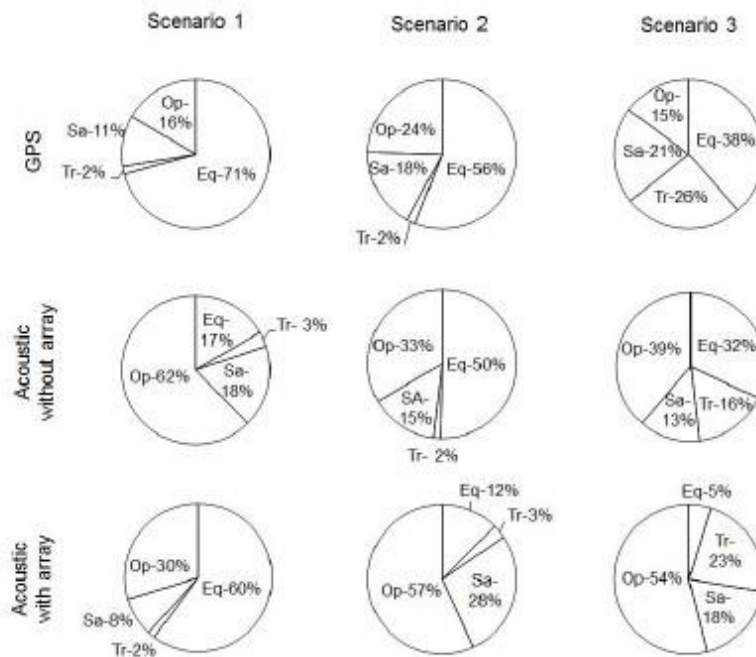 Scenario 1
Scenario 2
Scenario 3
GPS
Op-
16%
Sa-11%
Tr-2%
Eq-71%
Op-24%
Sa-18%
Eq-56%
Tr-2%
Op-
15%
Eq-38%
Sa-21%
Tr-26%
Acoustic
without array
Eq-
17%
Tr- 3%
Op-62%
Sa-
18%
Op-33%
Eq-50%
SA-
15%
Tr- 2%
Op-39%
Eq-32%
Sa-
13%
Tr-16%
Acoustic
with array
Op-30%
Eq-60%
Sa-8%
Tr-2%
Eq-12%
Tr-3%
Op-57%
Sa-
28%
Eq-5%
Tr-
23%
Op-54%
Sa-
18%